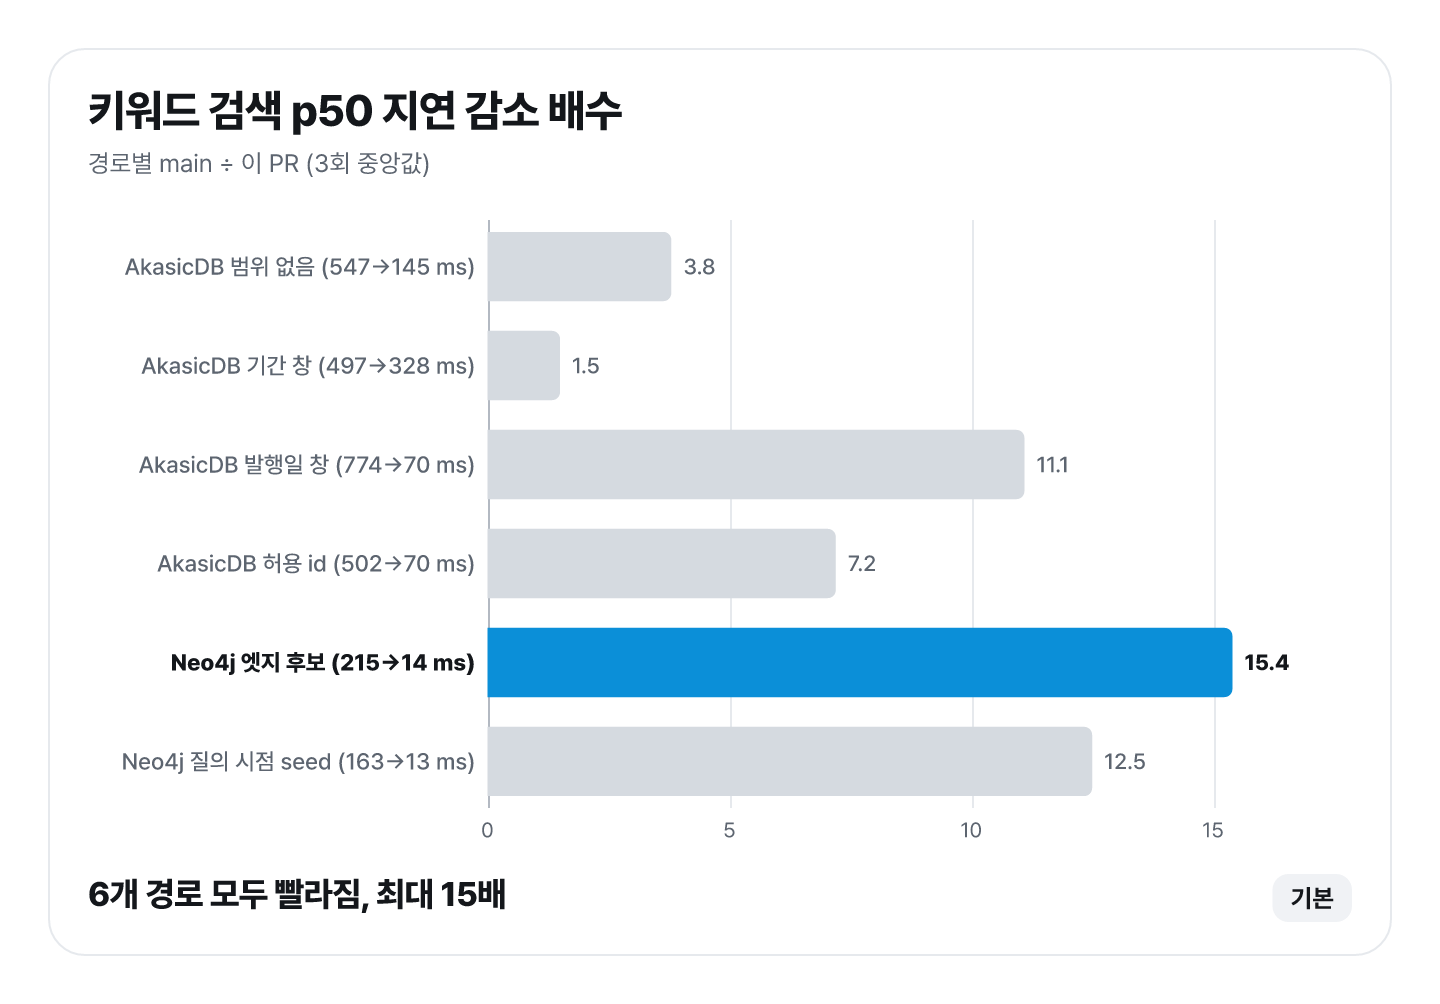 키워드 검색 p50 지연 감소 배수
경로별 main ÷ 이 PR (3회 중앙값)
AkasicDB 범위 없음 (547→145 ms) 3.8
AkasicDB 기간 창 (497→328 ms) 1.5
AkasicDB 발행일 창 (774→70 ms) 11.1
AkasicDB 허용 id (502→70 ms) 7.2
Neo4j 엣지 후보 (215→14 ms) 15.4
Neo4j 질의 시점 seed (163→13 ms) 12.5
0 5 10 15
6개 경로 모두 빨라짐, 최대 15배
기본